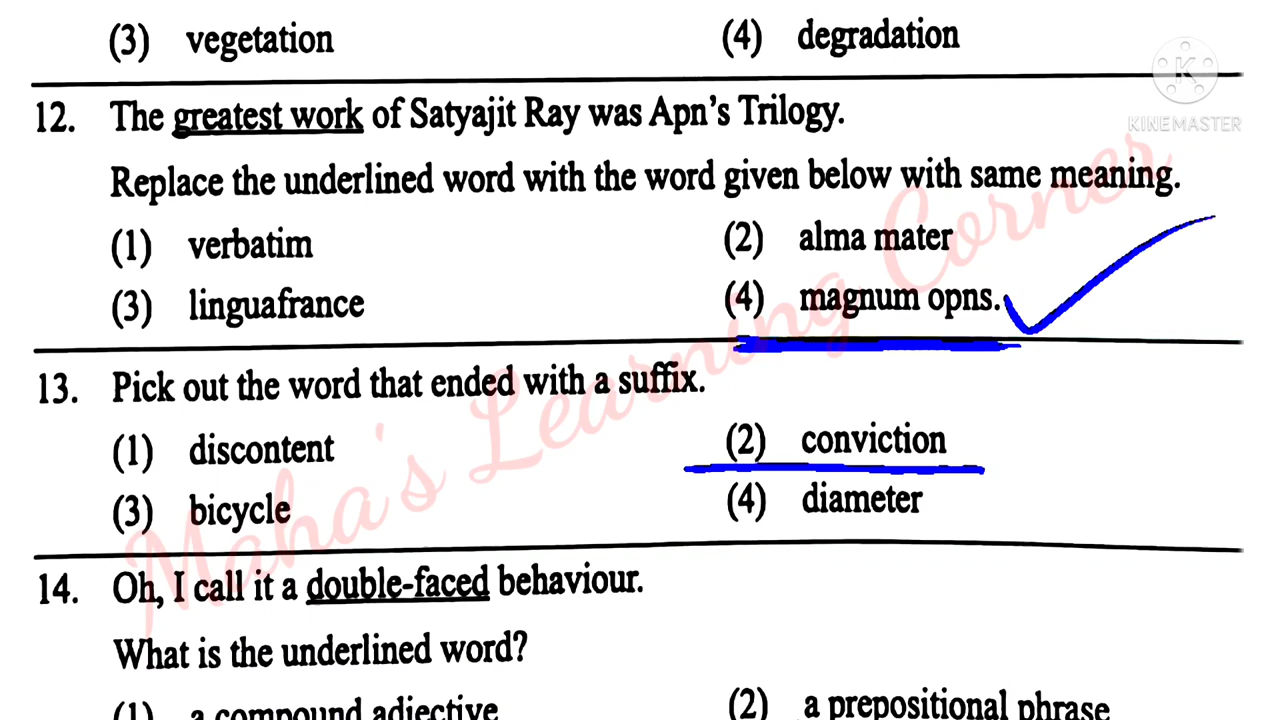 (3) vegetation (4) degradation
KINEMASTER
12. The greatest work of Satyajit Ray was Apn's Trilogy.
Replace the underlined word with the word given below with same meaning.
(1) verbatim (2) alma mater
(3) linguafrance (4) magnum opns.
13. Pick out the word that ended with a suffix.
(1) discontent (2) conviction
(3) bicycle (4) diameter
Maha's Learning Corner
14. Oh, I call it a double-faced behaviour.
What is the underlined word?
(1) a compound adjective (2) a prepositional phrase